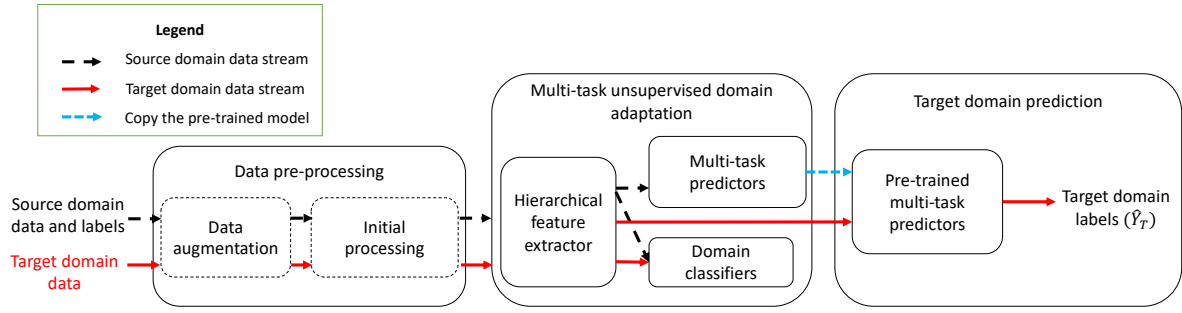 Legend
Source domain data stream
Target domain data stream
Copy the pre-trained model
Data pre-processing
Source domain
data and labels
Target domain
data
Data
augmentation
Initial
processing
Multi-task unsupervised domain
adaptation
Hierarchical
feature
extractor
Multi-task
predictors
Domain
classifiers
Target domain prediction
Pre-trained
multi-task
predictors
Target domain
labels (Ŷ_T)